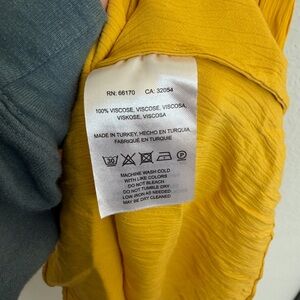 RN: 66170 CA: 32054
100% VISCOSE, VISCOSE, VISCOSA,
VISKOSE, VISCOSA
MADE IN TURKEY, HECHO EN TURQUIA,
FABRIQUÉ EN TURQUIE
30
P
MACHINE WASH COLD
WITH LIKE COLORS
DO NOT BLEACH
DO NOT TUMBLE DRY
LOW IRON AS NEEDED
MAY BE DRY CLEANED